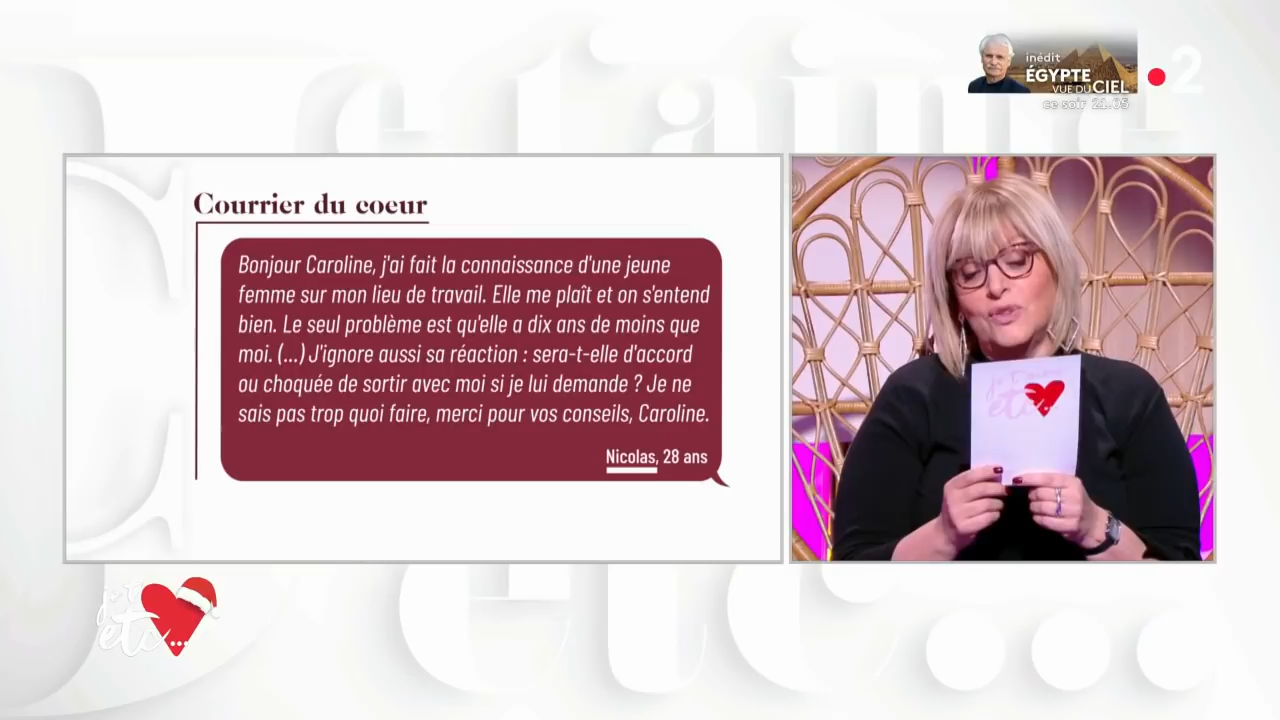 inédit
ÉGYPTE
VUE DU CIEL
ce soir 21.05
2
Courrier du coeur
Bonjour Caroline, j'ai fait la connaissance d'une jeune
femme sur mon lieu de travail. Elle me plaît et on s'entend
bien. Le seul problème est qu'elle a dix ans de moins que
moi. (...) J'ignore aussi sa réaction : sera-t-elle d'accord
ou choquée de sortir avec moi si je lui demande ? Je ne
sais pas trop quoi faire, merci pour vos conseils, Caroline.
Nicolas, 28 ans
je t'aime
etc...
etc...